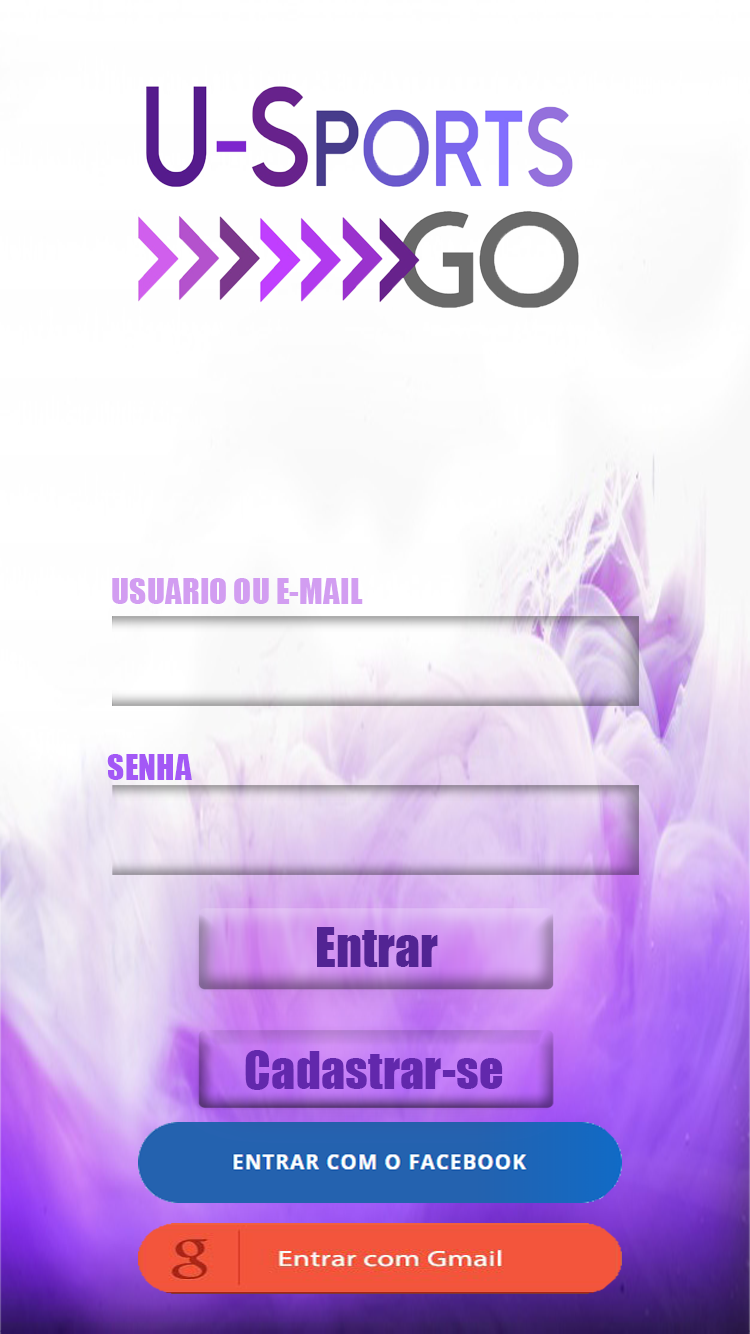 U-SPORTS
GO
USUARIO OU E-MAIL
SENHA
Entrar
Cadastrar-se
ENTRAR COM O FACEBOOK
g
Entrar com Gmail